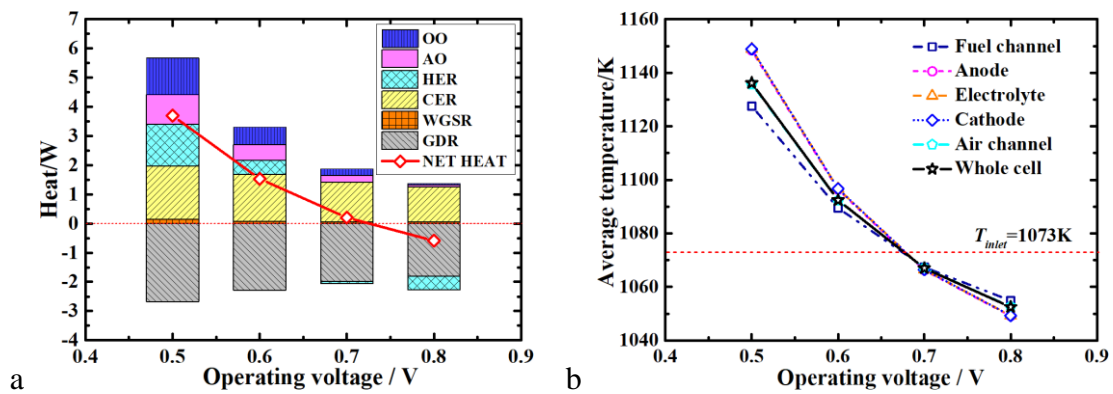 7
6
5
4
3
2
1
0
-1
-2
-3
-4
Heat/W
OO
AO
HER
CER
WGSR
GDR
NET HEAT
0.4 0.5 0.6 0.7 0.8 0.9
Operating voltage / V
a
1160
1140
1120
1100
1080
1060
1040
Average temperature/K
Fuel channel
Anode
Electrolyte
Cathode
Air channel
Whole cell
Tinlet=1073K
0.4 0.5 0.6 0.7 0.8 0.9
Operating voltage / V
b